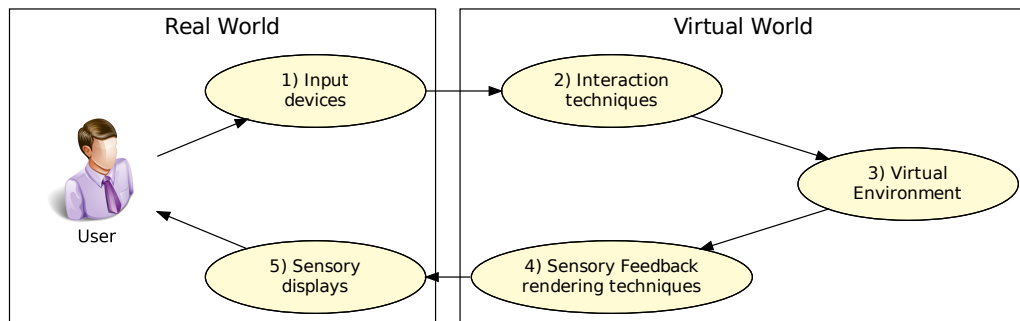 Real World
Virtual World
1) Input
devices
2) Interaction
techniques
3) Virtual
Environment
User
5) Sensory
displays
4) Sensory Feedback
rendering techniques